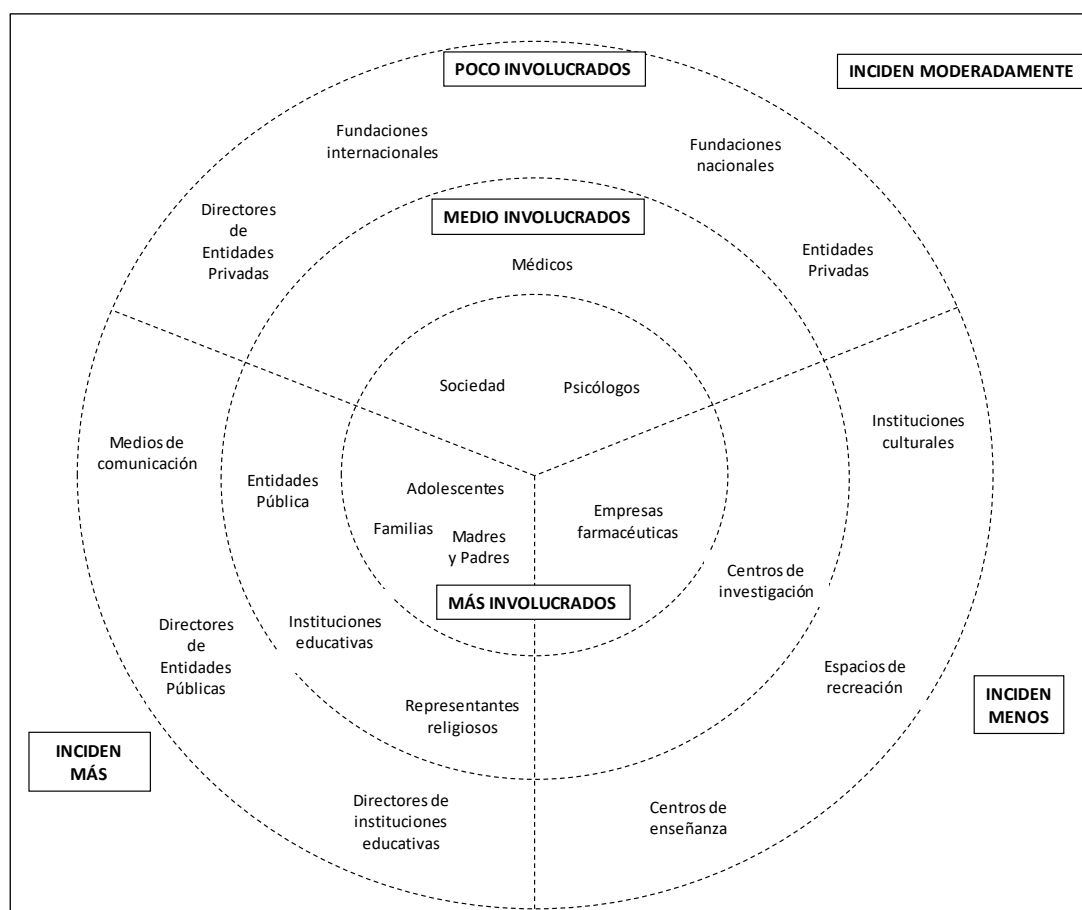 POCO INVOLUCRADOS
INCIDEN MODERADAMENTE
Fundaciones
internacionales
Fundaciones
nacionales
Directores
de
Entidades
Privadas
MEDIO INVOLUCRADOS
Entidades
Privadas
Médicos
Sociedad
Psicólogos
Instituciones
culturales
Medios de
comunicación
Entidades
Pública
Adolescentes
Familias
Madres
y Padres
Empresas
farmacéuticas
Centros de
investigación
MÁS INVOLUCRADOS
Instituciones
educativas
Directores
de
Entidades
Públicas
Espacios de
recreación
INCIDEN
MENOS
Representantes
religiosos
INCIDEN
MÁS
Directores de
instituciones
educativas
Centros de
enseñanza